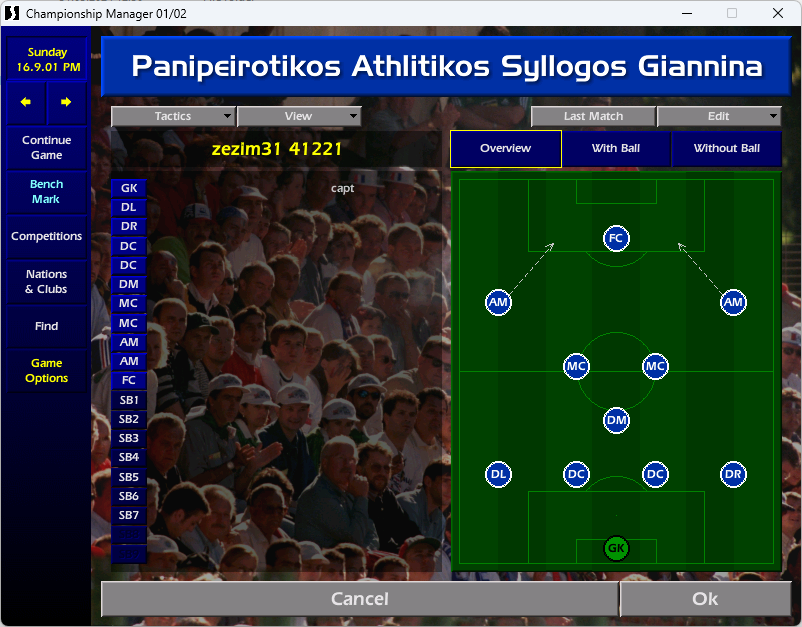 Championship Manager 01/02
Sunday
16.9.01 PM
Continue
Game
Bench
Mark
Competitions
Nations
& Clubs
Find
Game
Options
Panipeirotikos Athlitikos Syllogos Giannina
Tactics
View
Last Match
Edit
zezim31 41221
Overview
With Ball
Without Ball
GK
capt
DL
DR
DC
DC
DM
MC
MC
AM
AM
FC
SB1
SB2
SB3
SB4
SB5
SB6
SB7
FC
AM
AM
MC
MC
DM
DL
DC
DC
DR
GK
Cancel
Ok